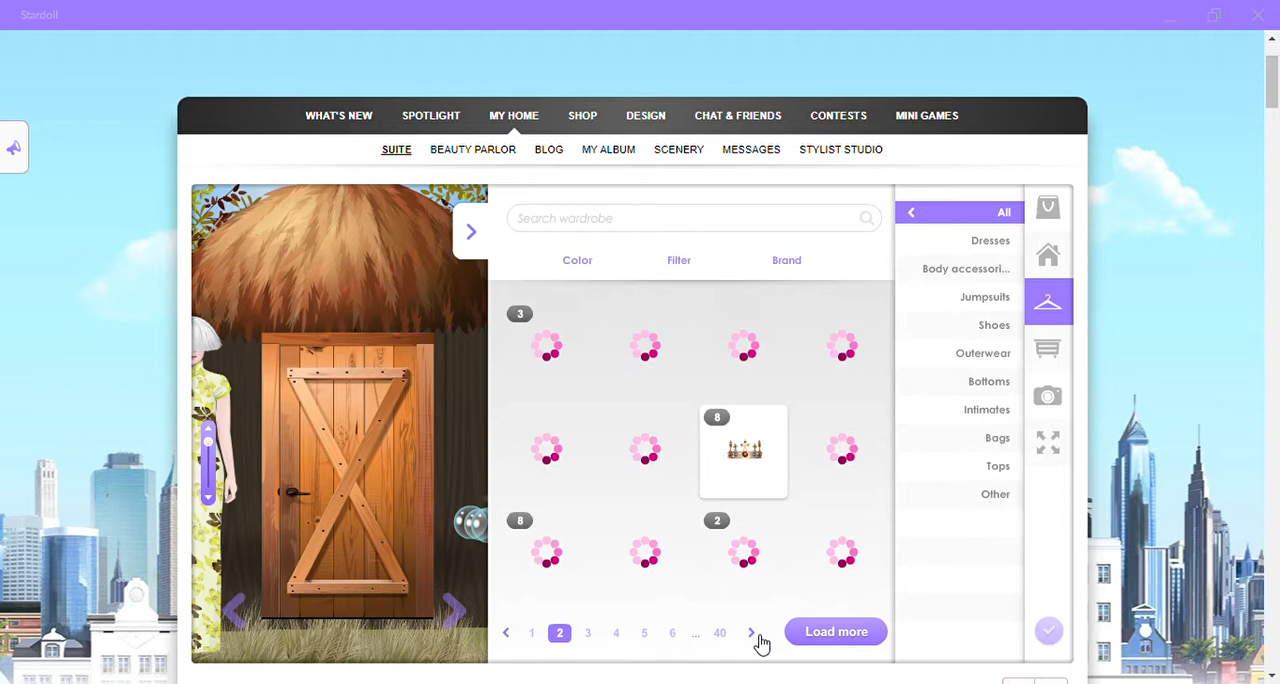 Stardoll
WHAT'S NEW SPOTLIGHT MY HOME SHOP DESIGN CHAT & FRIENDS CONTESTS MINI GAMES
SUITE BEAUTY PARLOR BLOG MY ALBUM SCENERY MESSAGES STYLIST STUDIO
Search wardrobe
Color Filter Brand
All
Dresses
Body accessori...
Jumpsuits
Shoes
Outerwear
Bottoms
Intimates
Bags
Tops
Other
3
8
8 2
1 2 3 4 5 6 ... 40 Load more